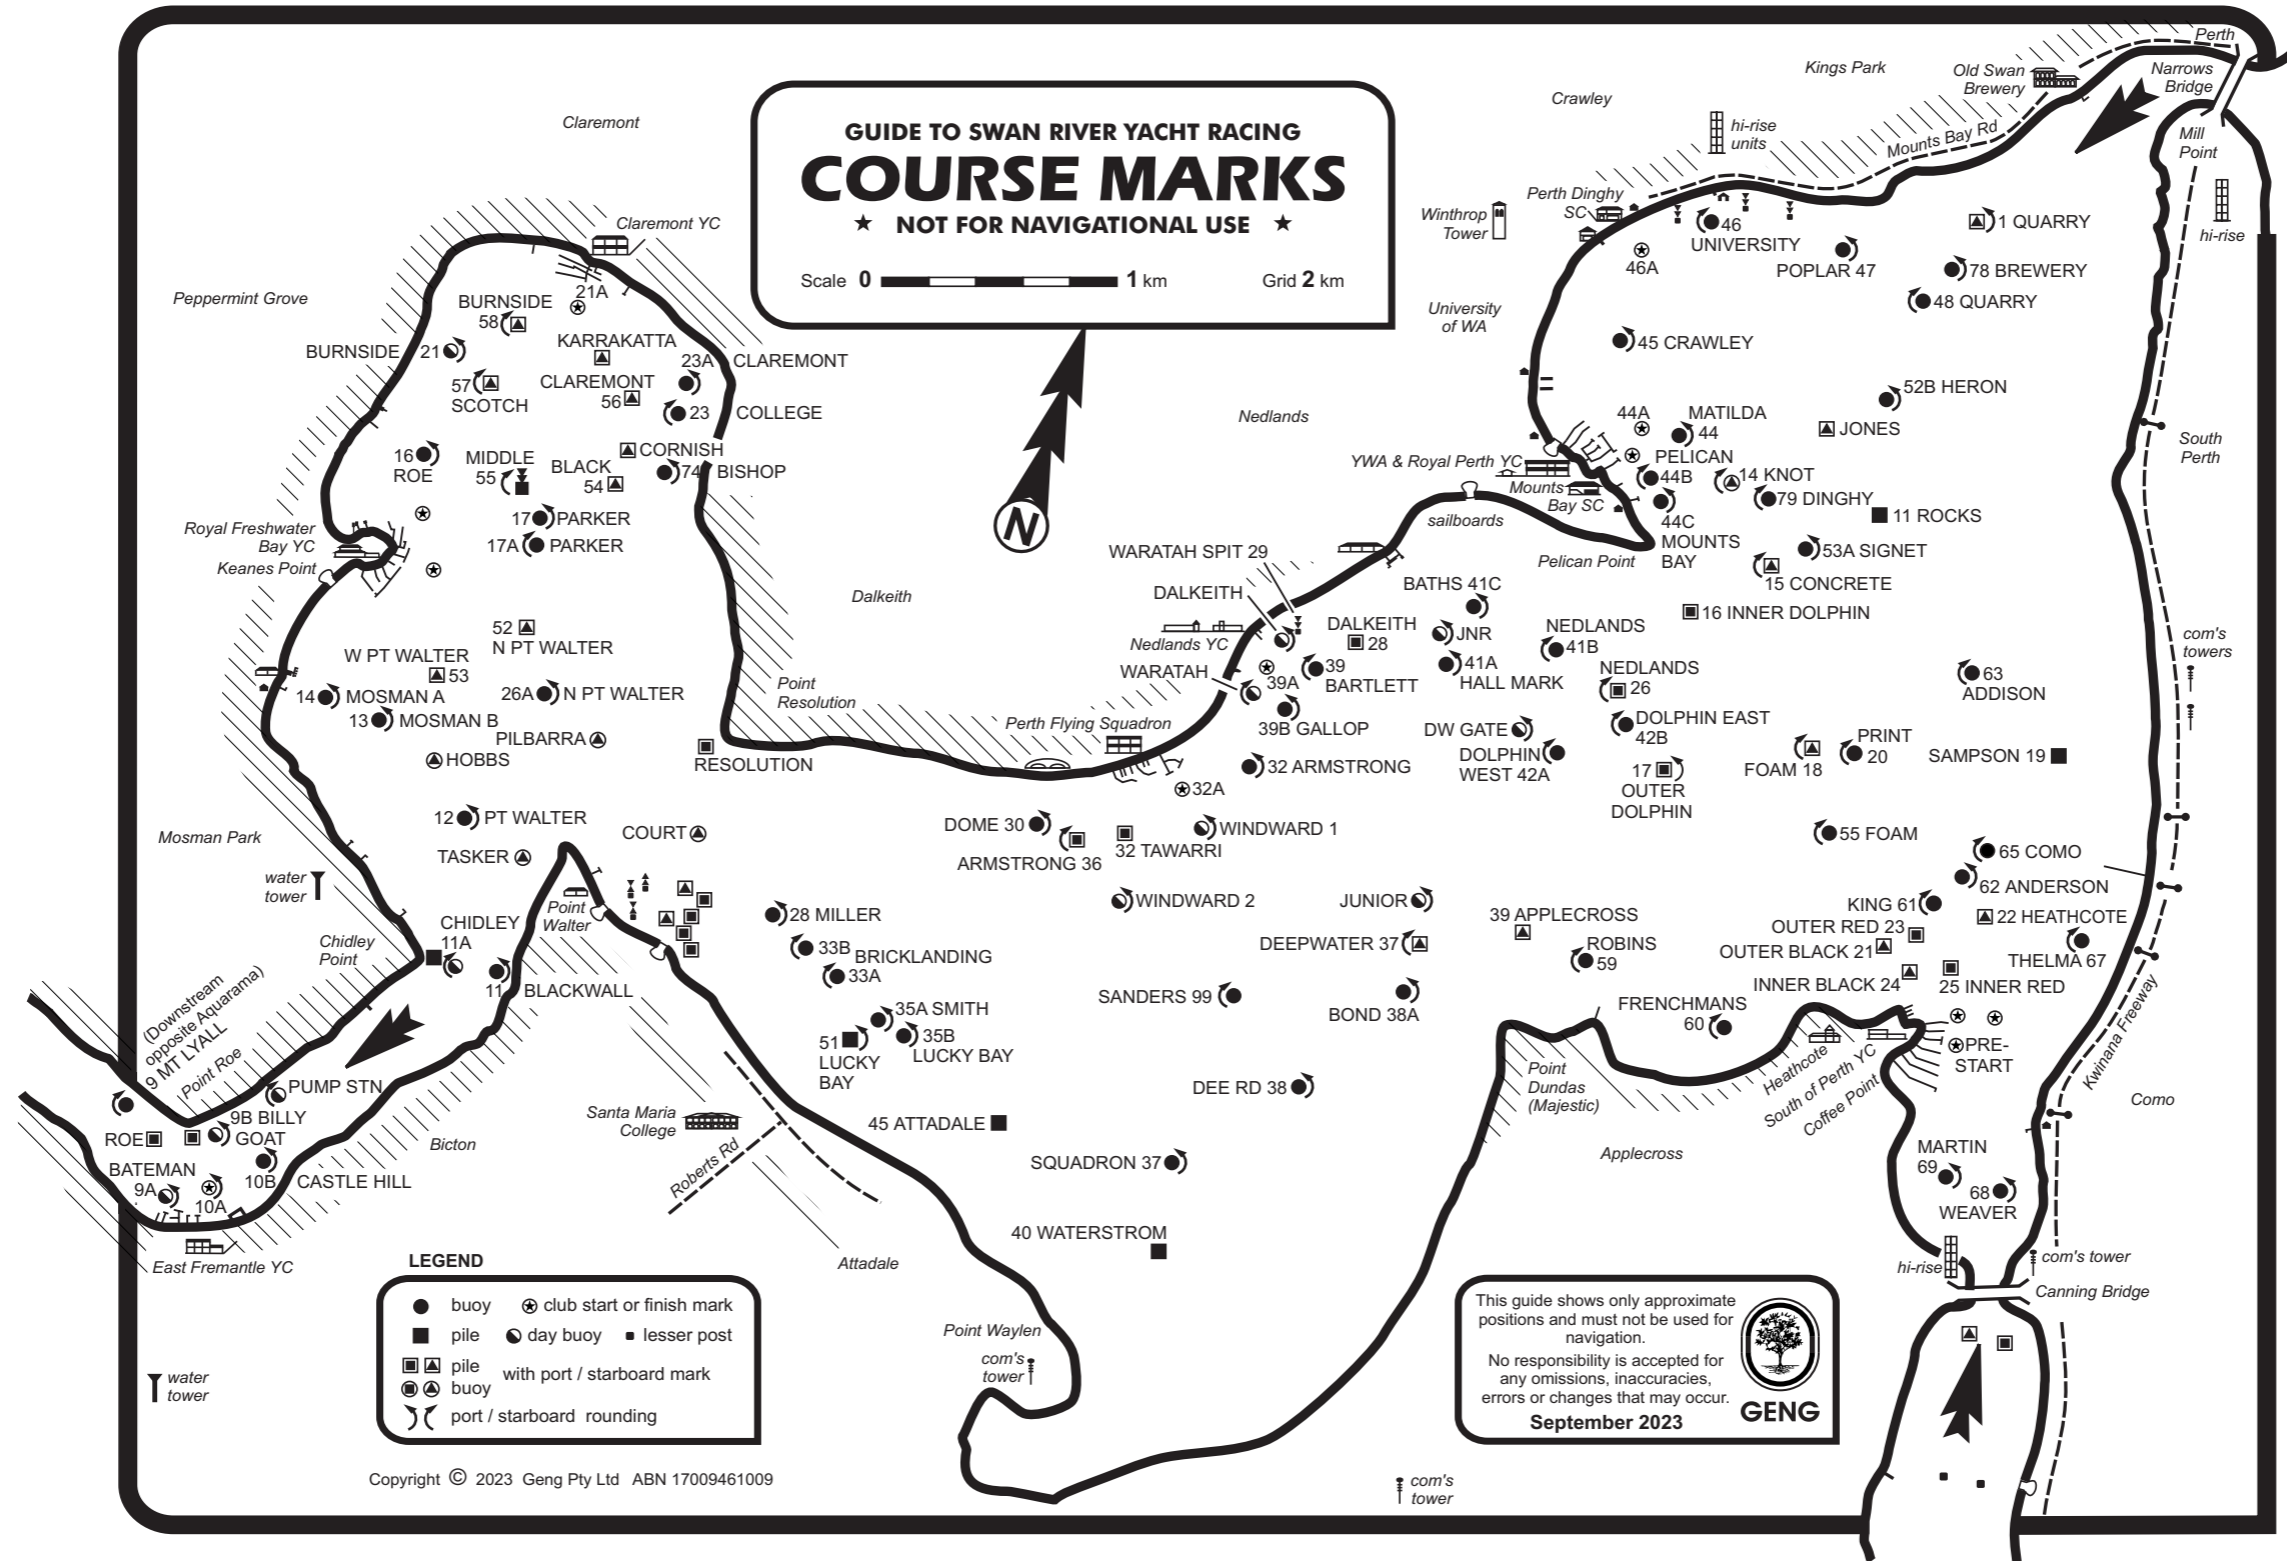 GUIDE TO SWAN RIVER YACHT RACING
COURSE MARKS
★ NOT FOR NAVIGATIONAL USE ★
Scale 0 1 km Grid 2 km
Perth
Narrows
Bridge
Mill
Point
hi-rise
Kings Park
Old Swan
Brewery
Mounts Bay Rd
Crawley
hi-rise
units
Perth Dinghy
SC
Winthrop
Tower
University
of WA
46
UNIVERSITY
46A
POPLAR 47
1 QUARRY
78 BREWERY
48 QUARRY
45 CRAWLEY
52B HERON
44A
MATILDA
44
JONES
PELICAN
44B
14 KNOT
79 DINGHY
44C
MOUNTS
BAY
11 ROCKS
53A SIGNET
15 CONCRETE
16 INNER DOLPHIN
YWA & Royal Perth YC
Mounts
Bay SC
sailboards
Pelican Point
South
Perth
com's
towers
Claremont
Claremont YC
Peppermint Grove
21A
BURNSIDE
58
BURNSIDE 21
KARRAKATTA
23A CLAREMONT
57
SCOTCH
CLAREMONT
56
23 COLLEGE
16
ROE
MIDDLE
55
CORNISH
BLACK
54
74 BISHOP
17 PARKER
17A PARKER
Royal Freshwater
Bay YC
Keanes Point
52
N PT WALTER
W PT WALTER
53
14 MOSMAN A
13 MOSMAN B
26A N PT WALTER
PILBARRA
HOBBS
12 PT WALTER
TASKER
COURT
RESOLUTION
Point
Resolution
Nedlands
Dalkeith
WARATAH SPIT 29
DALKEITH
Nedlands YC
WARATAH
DALKEITH
28
39
BARTLETT
39A
39B GALLOP
BATHS 41C
JNR
41A
HALL MARK
NEDLANDS
41B
NEDLANDS
26
DW GATE
DOLPHIN
WEST 42A
DOLPHIN EAST
42B
17
OUTER
DOLPHIN
63
ADDISON
PRINT
20
FOAM 18
SAMPSON 19
55 FOAM
65 COMO
62 ANDERSON
KING 61
22 HEATHCOTE
OUTER RED 23
OUTER BLACK 21
THELMA 67
INNER BLACK 24
25 INNER RED
PRE-
START
Perth Flying Squadron
32 ARMSTRONG
32A
DOME 30
ARMSTRONG 36
32 TAWARRI
WINDWARD 1
WINDWARD 2
JUNIOR
39 APPLECROSS
DEEPWATER 37
ROBINS
59
SANDERS 99
BOND 38A
FRENCHMANS
60
DEE RD 38
Mosman Park
water
tower
Chidley
Point
CHIDLEY
11A
11 BLACKWALL
Point
Walter
28 MILLER
33B
BRICKLANDING
33A
35A SMITH
35B
LUCKY BAY
51
LUCKY
BAY
45 ATTADALE
SQUADRON 37
40 WATERSTROM
(Downstream
opposite Aquarama)
9 MT LYALL
Point Roe
PUMP STN
9B BILLY
GOAT
ROE
BATEMAN
9A
10A
10B CASTLE HILL
East Fremantle YC
Bicton
Santa Maria
College
Roberts Rd
Attadale
Point Waylen
com's
tower
Point
Dundas
(Majestic)
Applecross
Heathcote
South of Perth YC
Coffee Point
Kwinana Freeway
Como
MARTIN
69
68
WEAVER
hi-rise
com's tower
Canning Bridge
water
tower
com's
tower
LEGEND
buoy club start or finish mark
pile day buoy lesser post
pile
with port / starboard mark
buoy
port / starboard rounding
This guide shows only approximate
positions and must not be used for
navigation.
No responsibility is accepted for
any omissions, inaccuracies,
errors or changes that may occur.
September 2023
GENG
N
Copyright © 2023 Geng Pty Ltd ABN 17009461009